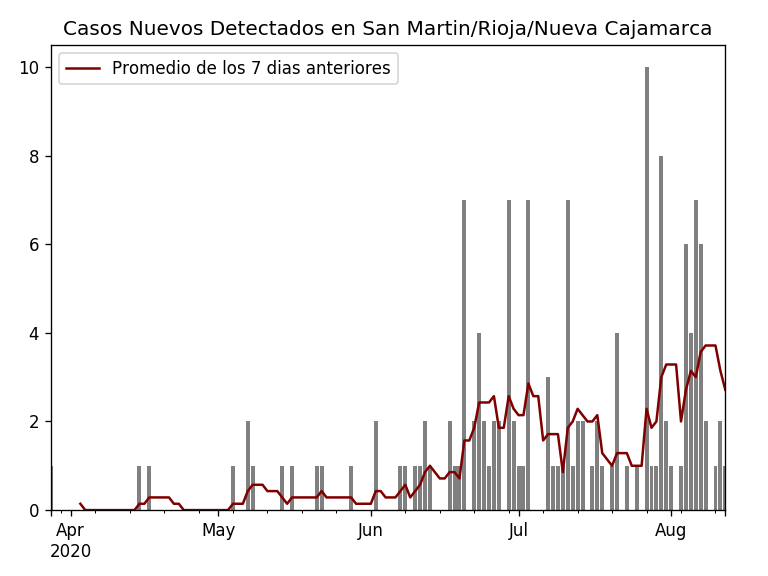 Casos Nuevos Detectados en San Martin/Rioja/Nueva Cajamarca
Promedio de los 7 dias anteriores
10
8
6
4
2
0
Apr May Jun Jul Aug
2020